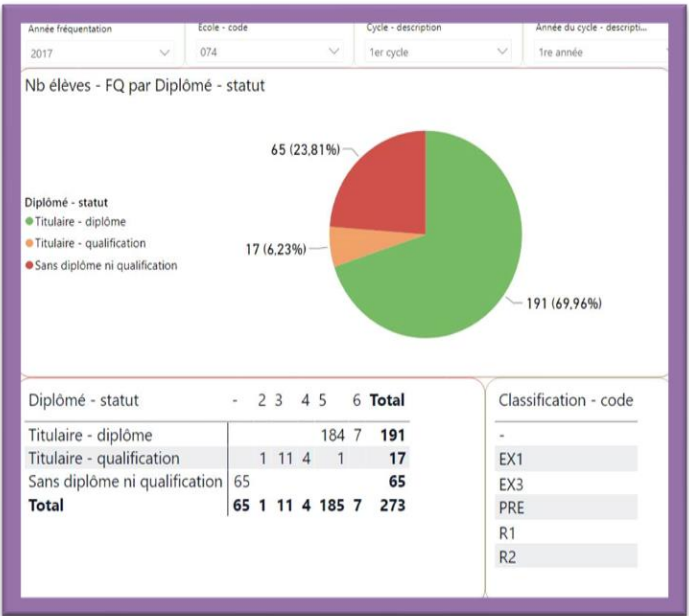 Année fréquentation
2017
Ecole - code
074
Cycle - description
1er cycle
Année du cycle - descripti...
1re année
Nb élèves - FQ par Diplômé - statut
65 (23,81%)
Diplômé - statut
Titulaire - diplôme
Titulaire - qualification
Sans diplôme ni qualification
17 (6,23%)
191 (69,96%)
Diplômé - statut - 2 3 4 5 6 Total
Titulaire - diplôme 184 7 191
Titulaire - qualification 1 11 4 1 17
Sans diplôme ni qualification 65 65
Total 65 1 11 4 185 7 273
Classification - code
-
EX1
EX3
PRE
R1
R2